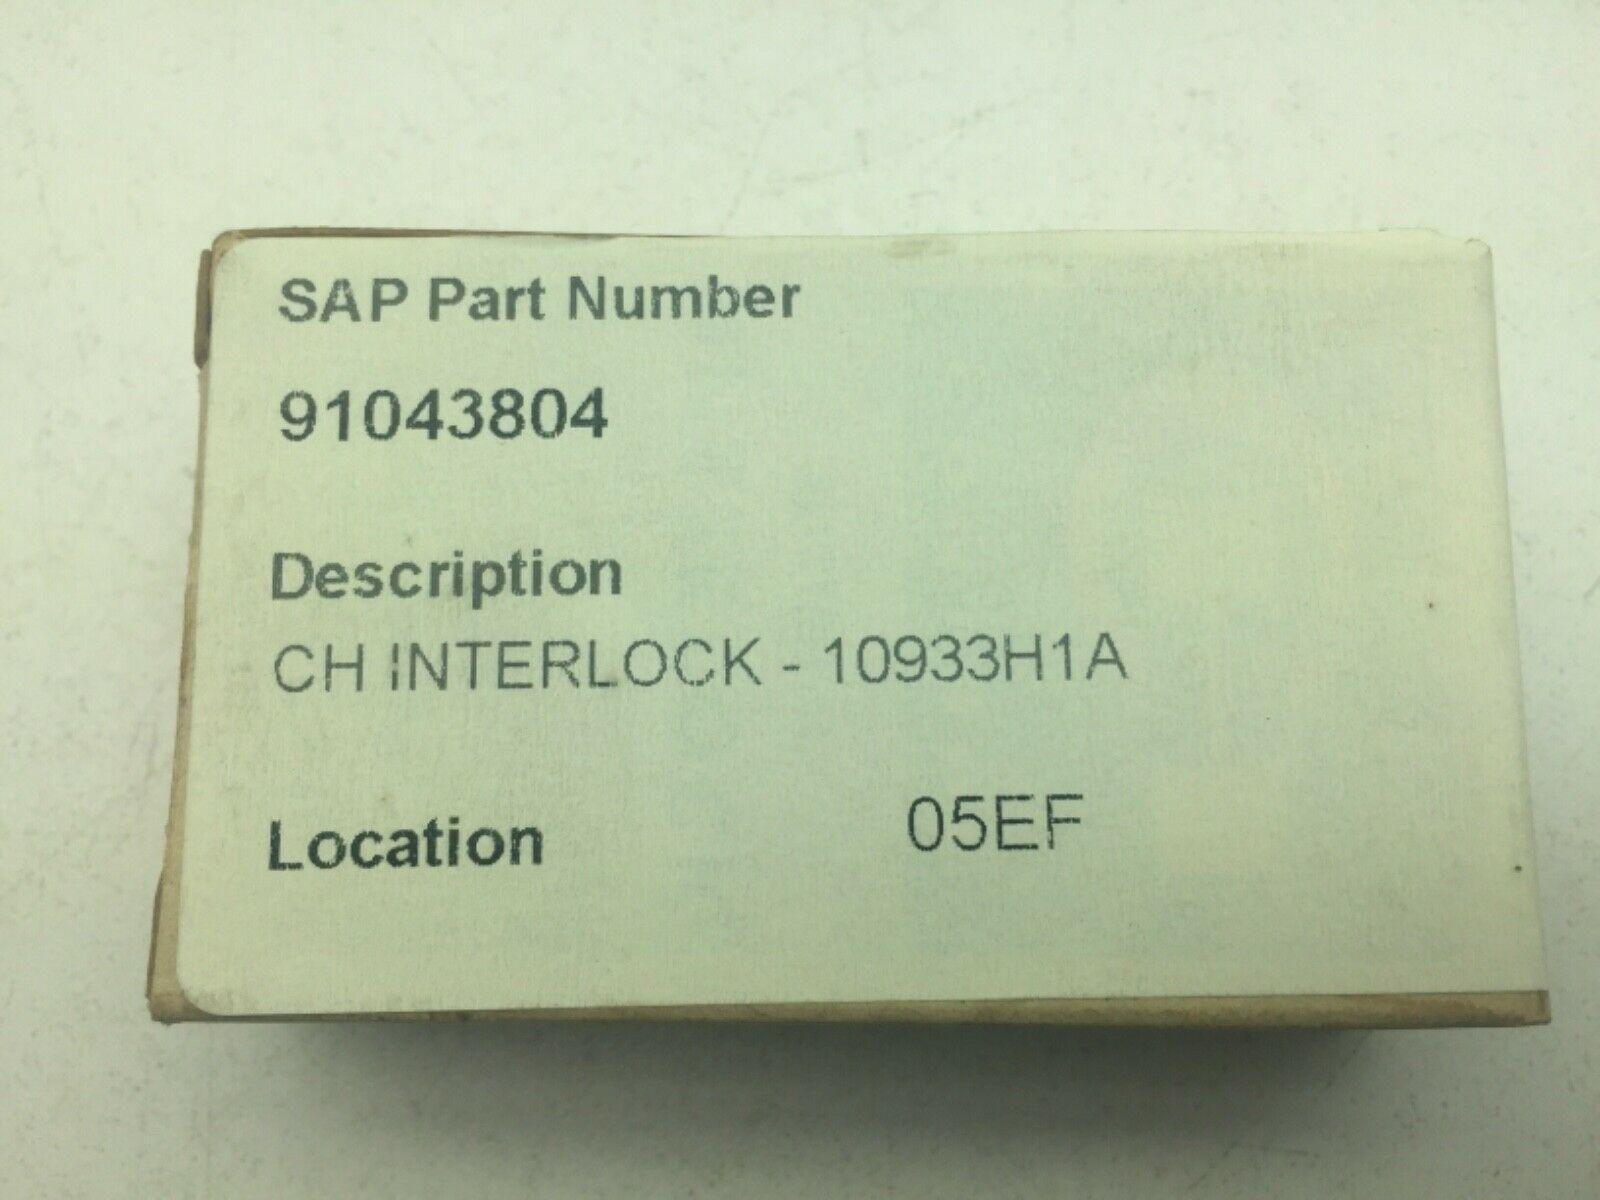 SAP Part Number
91043804
Description
CH INTERLOCK - 10933H1A
Location 05EF